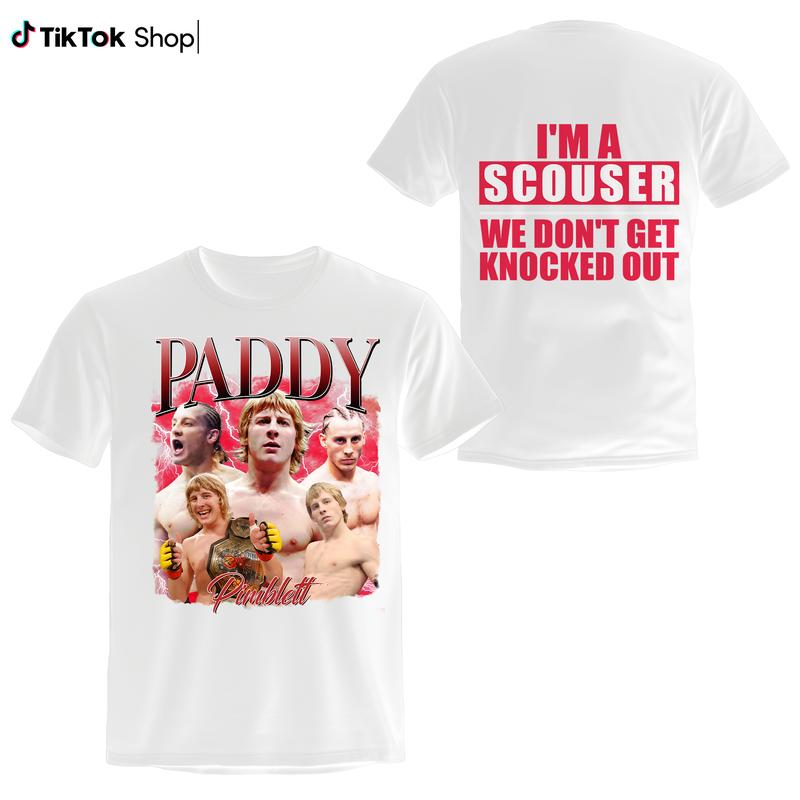 TikTok Shop
I'M A
SCOUSER
WE DON'T GET
KNOCKED OUT
PADDY
Pimblett